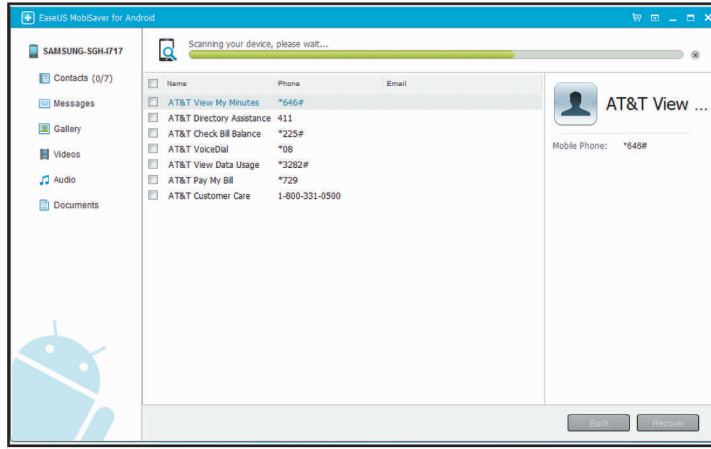 EaseUS MobiSaver for Android
SAMSUNG-SGH-I717
Scanning your device, please wait...
Contacts (0/7)
Messages
Gallery
Videos
Audio
Documents
Name Phone Email
AT&T View My Minutes *646#
AT&T Directory Assistance 411
AT&T Check Bill Balance *225#
AT&T VoiceDial *08
AT&T View Data Usage *3282#
AT&T Pay My Bill *729
AT&T Customer Care 1-800-331-0500
AT&T View ...
Mobile Phone: *646#
Back Recover